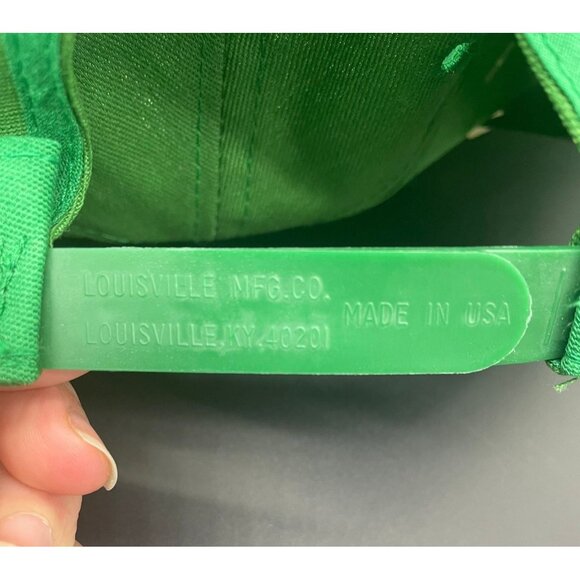 LOUISVILLE MFG.CO.
LOUISVILLE,KY,40201
MADE IN USA